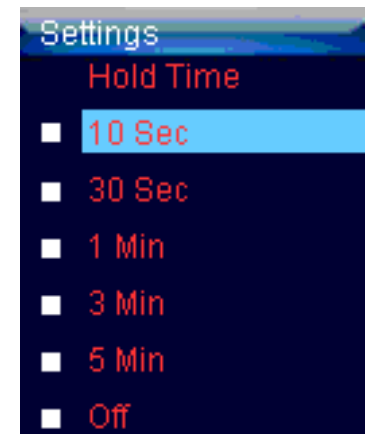 Settings
Hold Time
10 Sec
30 Sec
1 Min
3 Min
5 Min
Off